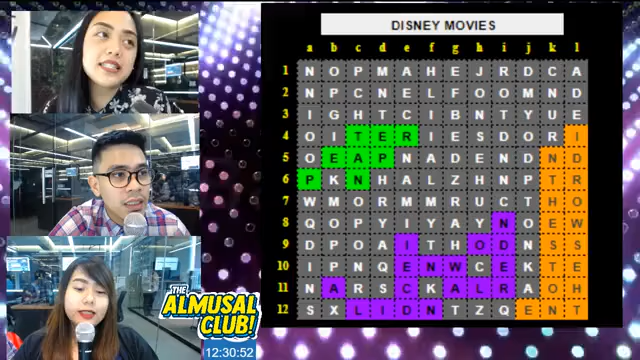 DISNEY MOVIES
a b c d e f g h i j k l
1 N O P M A H E J R D C A
2 N P C N E L F O O M N D
3 I G H T C I B N T Y U E
4 O I T E R I E S D O R I
5 O E A P N A D E N D N D
6 P K N H A L Z H N P T R
7 W M O R M M R U C T H O
8 Q O P Y I Y A Y N O E W
9 D P O A I T H O D N S S
10 I P N Q E N W C E K T E
11 N A R S C K A L R A O H
12 S X L I D N T Z Q E N T
THE
ALMUSAL
CLUB!
12:30:52